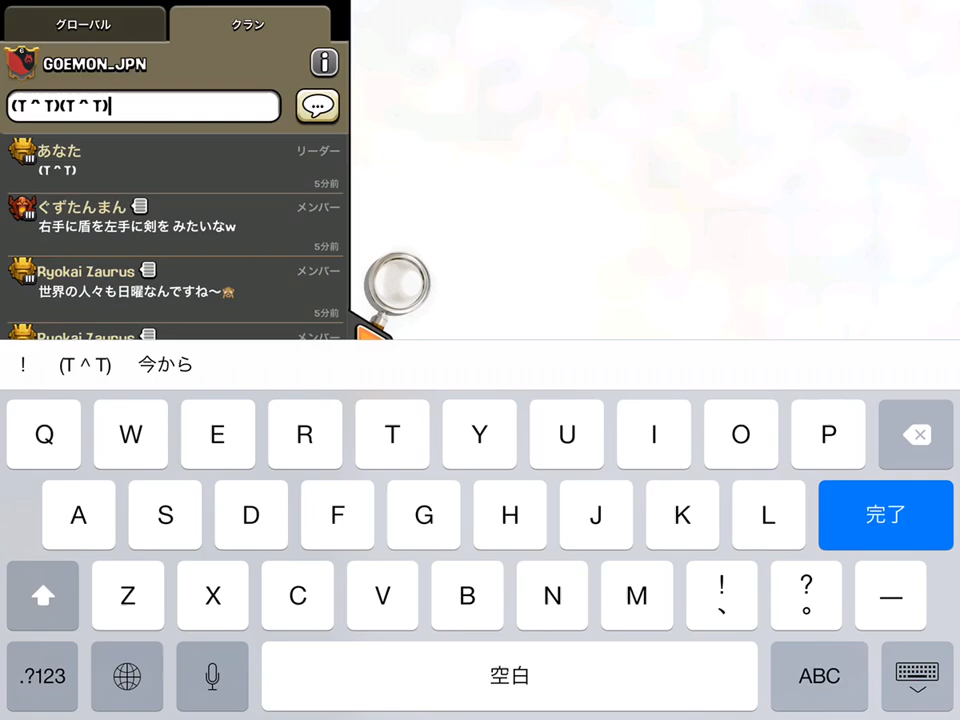 グローバル
クラン
6
GOEMON_JPN
i
(T ^ T)(T ^ T)
あなた
リーダー
(T ^ T)
5分前
ぐずたんまん
メンバー
右手に盾を左手に剣を みたいなw
5分前
Ryokai Zaurus
メンバー
世界の人々も日曜なんですね〜🙈
5分前
Ryokai Zaurus
メンバー
! (T ^ T) 今から
Q W E R T Y U I O P
A S D F G H J K L 完了
Z X C V B N M ! 、 ? 。 ー
.?123 空白 ABC